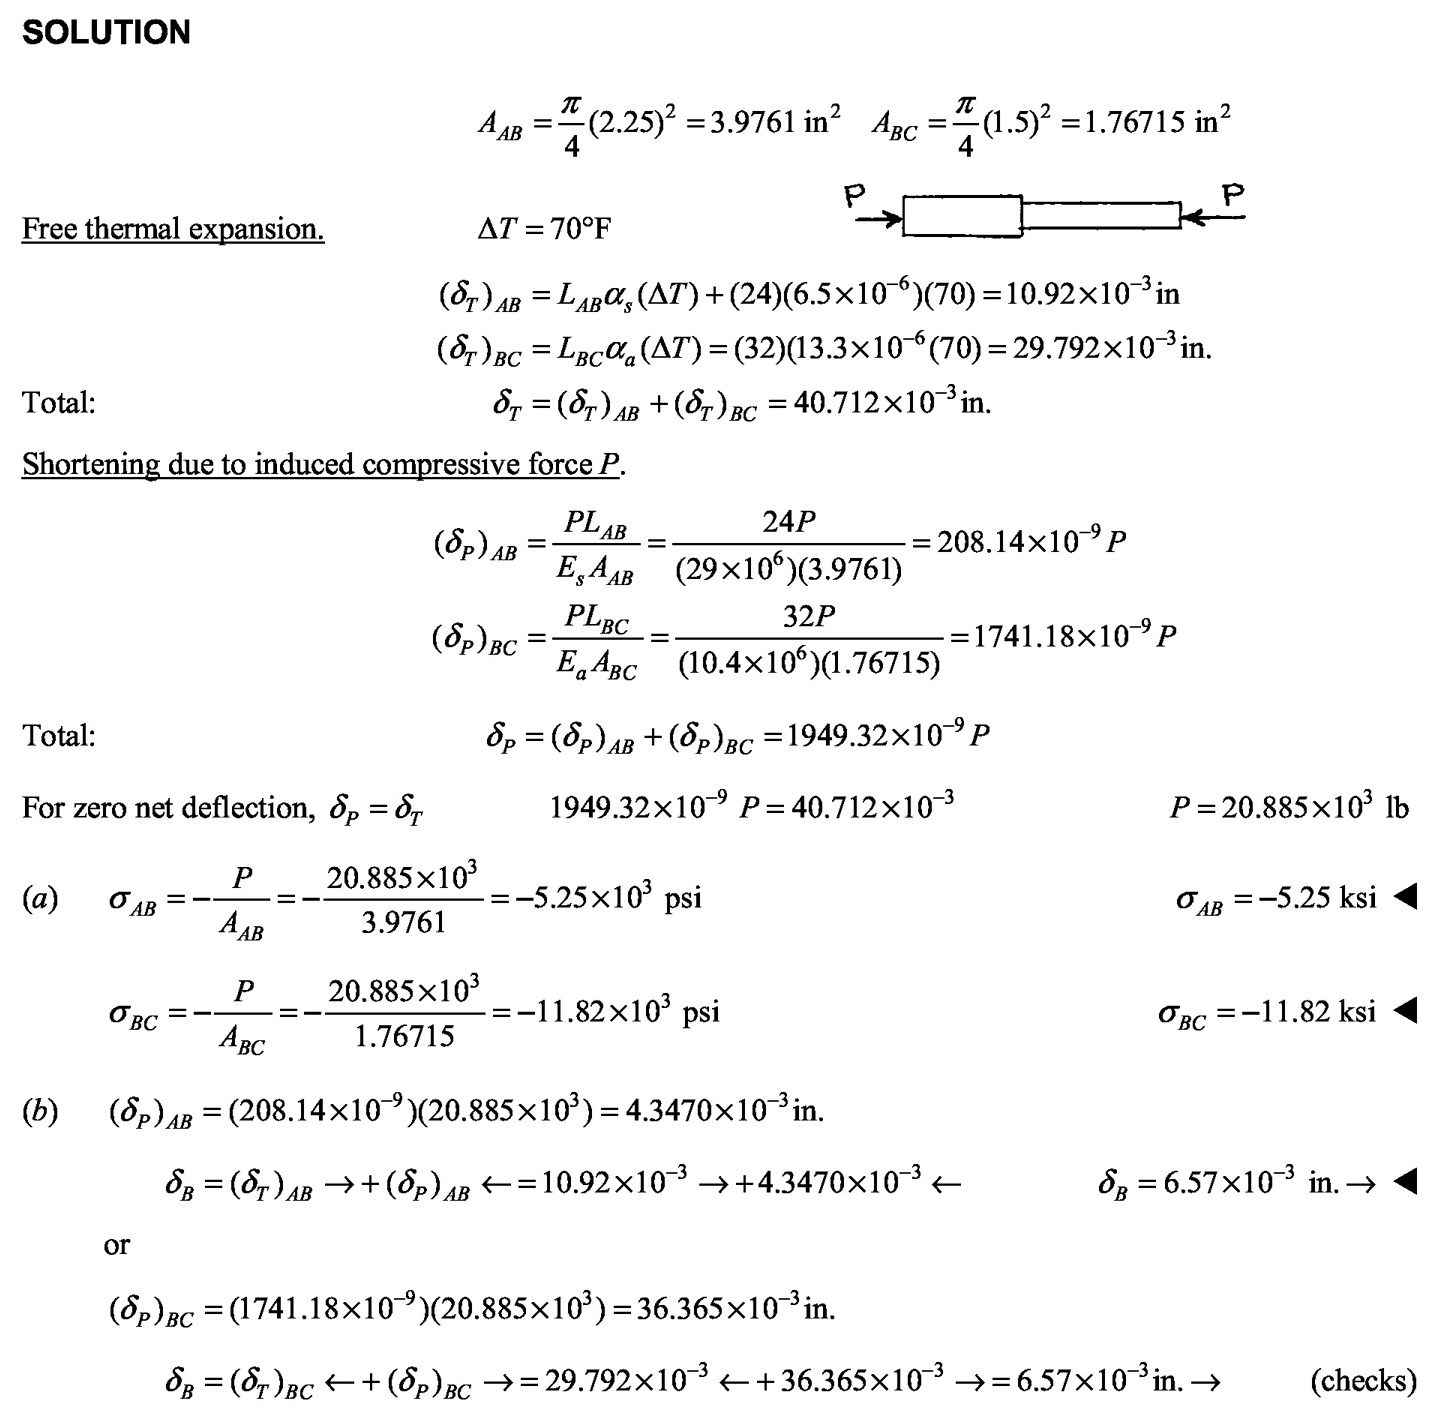 SOLUTION
A_AB = π/4 (2.25)² = 3.9761 in²   A_BC = π/4 (1.5)² = 1.76715 in²
P P
Free thermal expansion.   ΔT = 70°F
(δ_T)_AB = L_AB α_s (ΔT) + (24)(6.5×10⁻⁶)(70) = 10.92×10⁻³ in
(δ_T)_BC = L_BC α_a (ΔT) = (32)(13.3×10⁻⁶(70) = 29.792×10⁻³ in.
Total:   δ_T = (δ_T)_AB + (δ_T)_BC = 40.712×10⁻³ in.
Shortening due to induced compressive force P.
(δ_P)_AB = PL_AB / E_s A_AB = 24P / (29×10⁶)(3.9761) = 208.14×10⁻⁹ P
(δ_P)_BC = PL_BC / E_a A_BC = 32P / (10.4×10⁶)(1.76715) = 1741.18×10⁻⁹ P
Total:   δ_P = (δ_P)_AB + (δ_P)_BC = 1949.32×10⁻⁹ P
For zero net deflection, δ_P = δ_T   1949.32×10⁻⁹ P = 40.712×10⁻³   P = 20.885×10³ lb
(a) σ_AB = −P/A_AB = −20.885×10³/3.9761 = −5.25×10³ psi   σ_AB = −5.25 ksi ◀
σ_BC = −P/A_BC = −20.885×10³/1.76715 = −11.82×10³ psi   σ_BC = −11.82 ksi ◀
(b) (δ_P)_AB = (208.14×10⁻⁹)(20.885×10³) = 4.3470×10⁻³ in.
δ_B = (δ_T)_AB → + (δ_P)_AB ← = 10.92×10⁻³ → + 4.3470×10⁻³ ←   δ_B = 6.57×10⁻³ in. → ◀
or
(δ_P)_BC = (1741.18×10⁻⁹)(20.885×10³) = 36.365×10⁻³ in.
δ_B = (δ_T)_BC ← + (δ_P)_BC → = 29.792×10⁻³ ← + 36.365×10⁻³ → = 6.57×10⁻³ in. →   (checks)